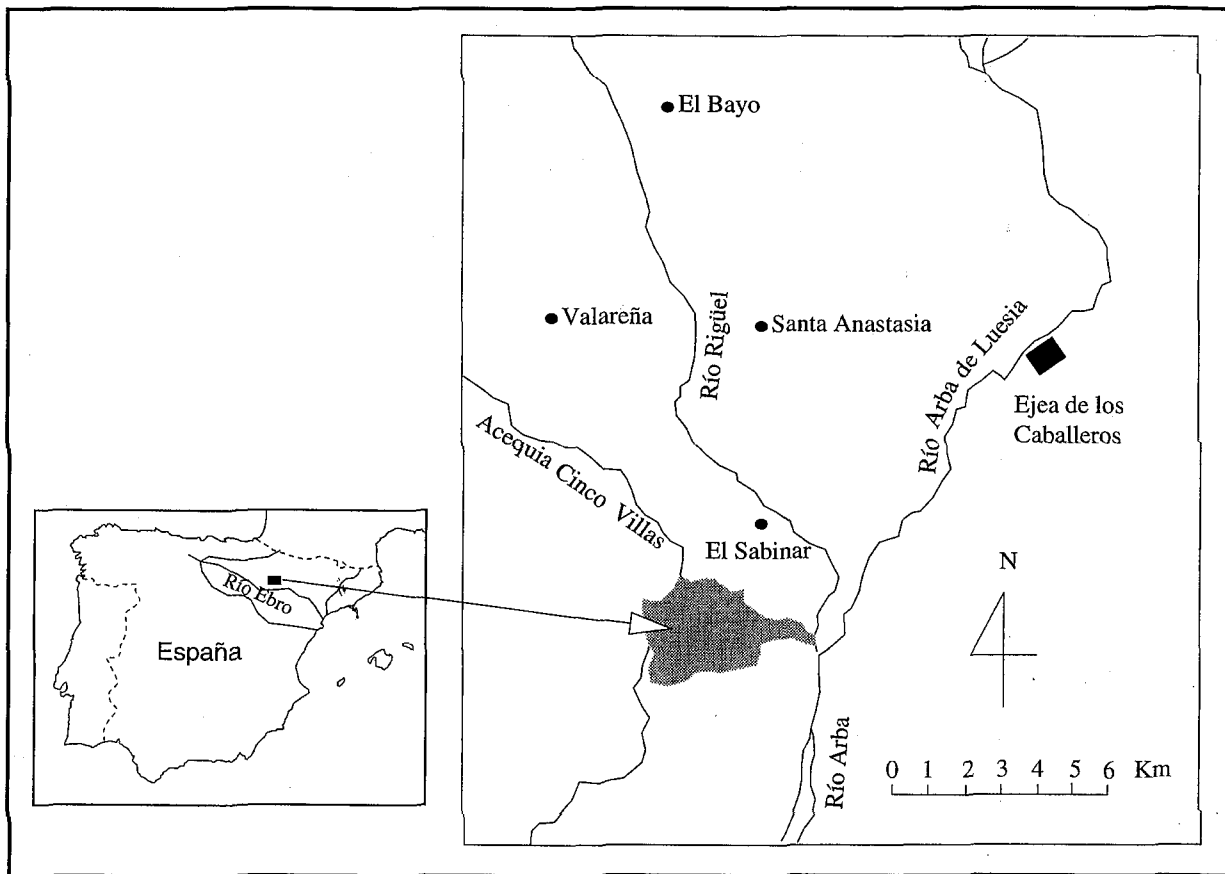 El Bayo
Valareña
Santa Anastasia
Río Rigüel
Río Arba de Luesia
Ejea de los
Caballeros
Acequia Cinco Villas
El Sabinar
Río Ebro
España
N
Río Arba
0 1 2 3 4 5 6 Km